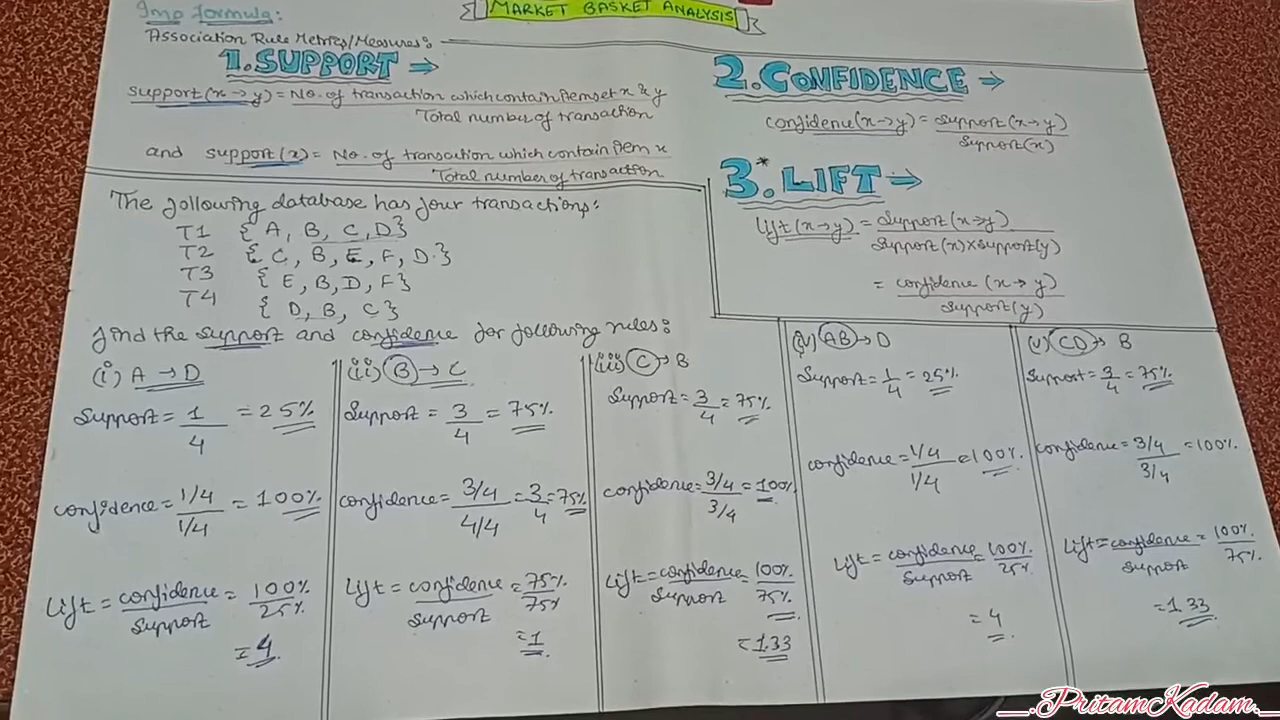 Imp formula:
MARKET BASKET ANALYSIS
Association Rule Metrics/Measures:
1. SUPPORT →
support (x→y) = No. of transaction which contain itemset x & y
Total number of transaction
and support (x) = No. of transaction which contain item x
Total number of transaction
2. CONFIDENCE →
confidence (x→y) = support (x→y)
support (x)
3.* LIFT →
Lift (x→y) = support (x→y)
support (x) x support (y)
= confidence (x→y)
support (y)
The following database has four transactions:
T1 { A, B, C, D}
T2 { C, B, E, F, D.}
T3 { E, B, D, F}
T4 { D, B, C}
find the support and confidence for following rules:
(i) A → D
support = 1/4 = 25%
confidence = 1/4 / 1/4 = 100%
Lift = confidence/support = 100%/25%
= 4
(ii) B → C
support = 3/4 = 75%
confidence = 3/4 / 4/4 = 3/4 = 75%
Lift = confidence/support = 75%/75%
= 1
(iii) C → B
support = 3/4 = 75%
confidence = 3/4 / 3/4 = 100%
Lift = confidence/support = 100%/75%
= 1.33
(iv) AB → D
support = 1/4 = 25%
confidence = 1/4 / 1/4 = 100%
Lift = confidence/support = 100%/25%
= 4
(v) CD → B
support = 3/4 = 75%
confidence = 3/4 / 3/4 = 100%
Lift = confidence/support = 100%/75%
= 1.33
__.PritamKadam.__